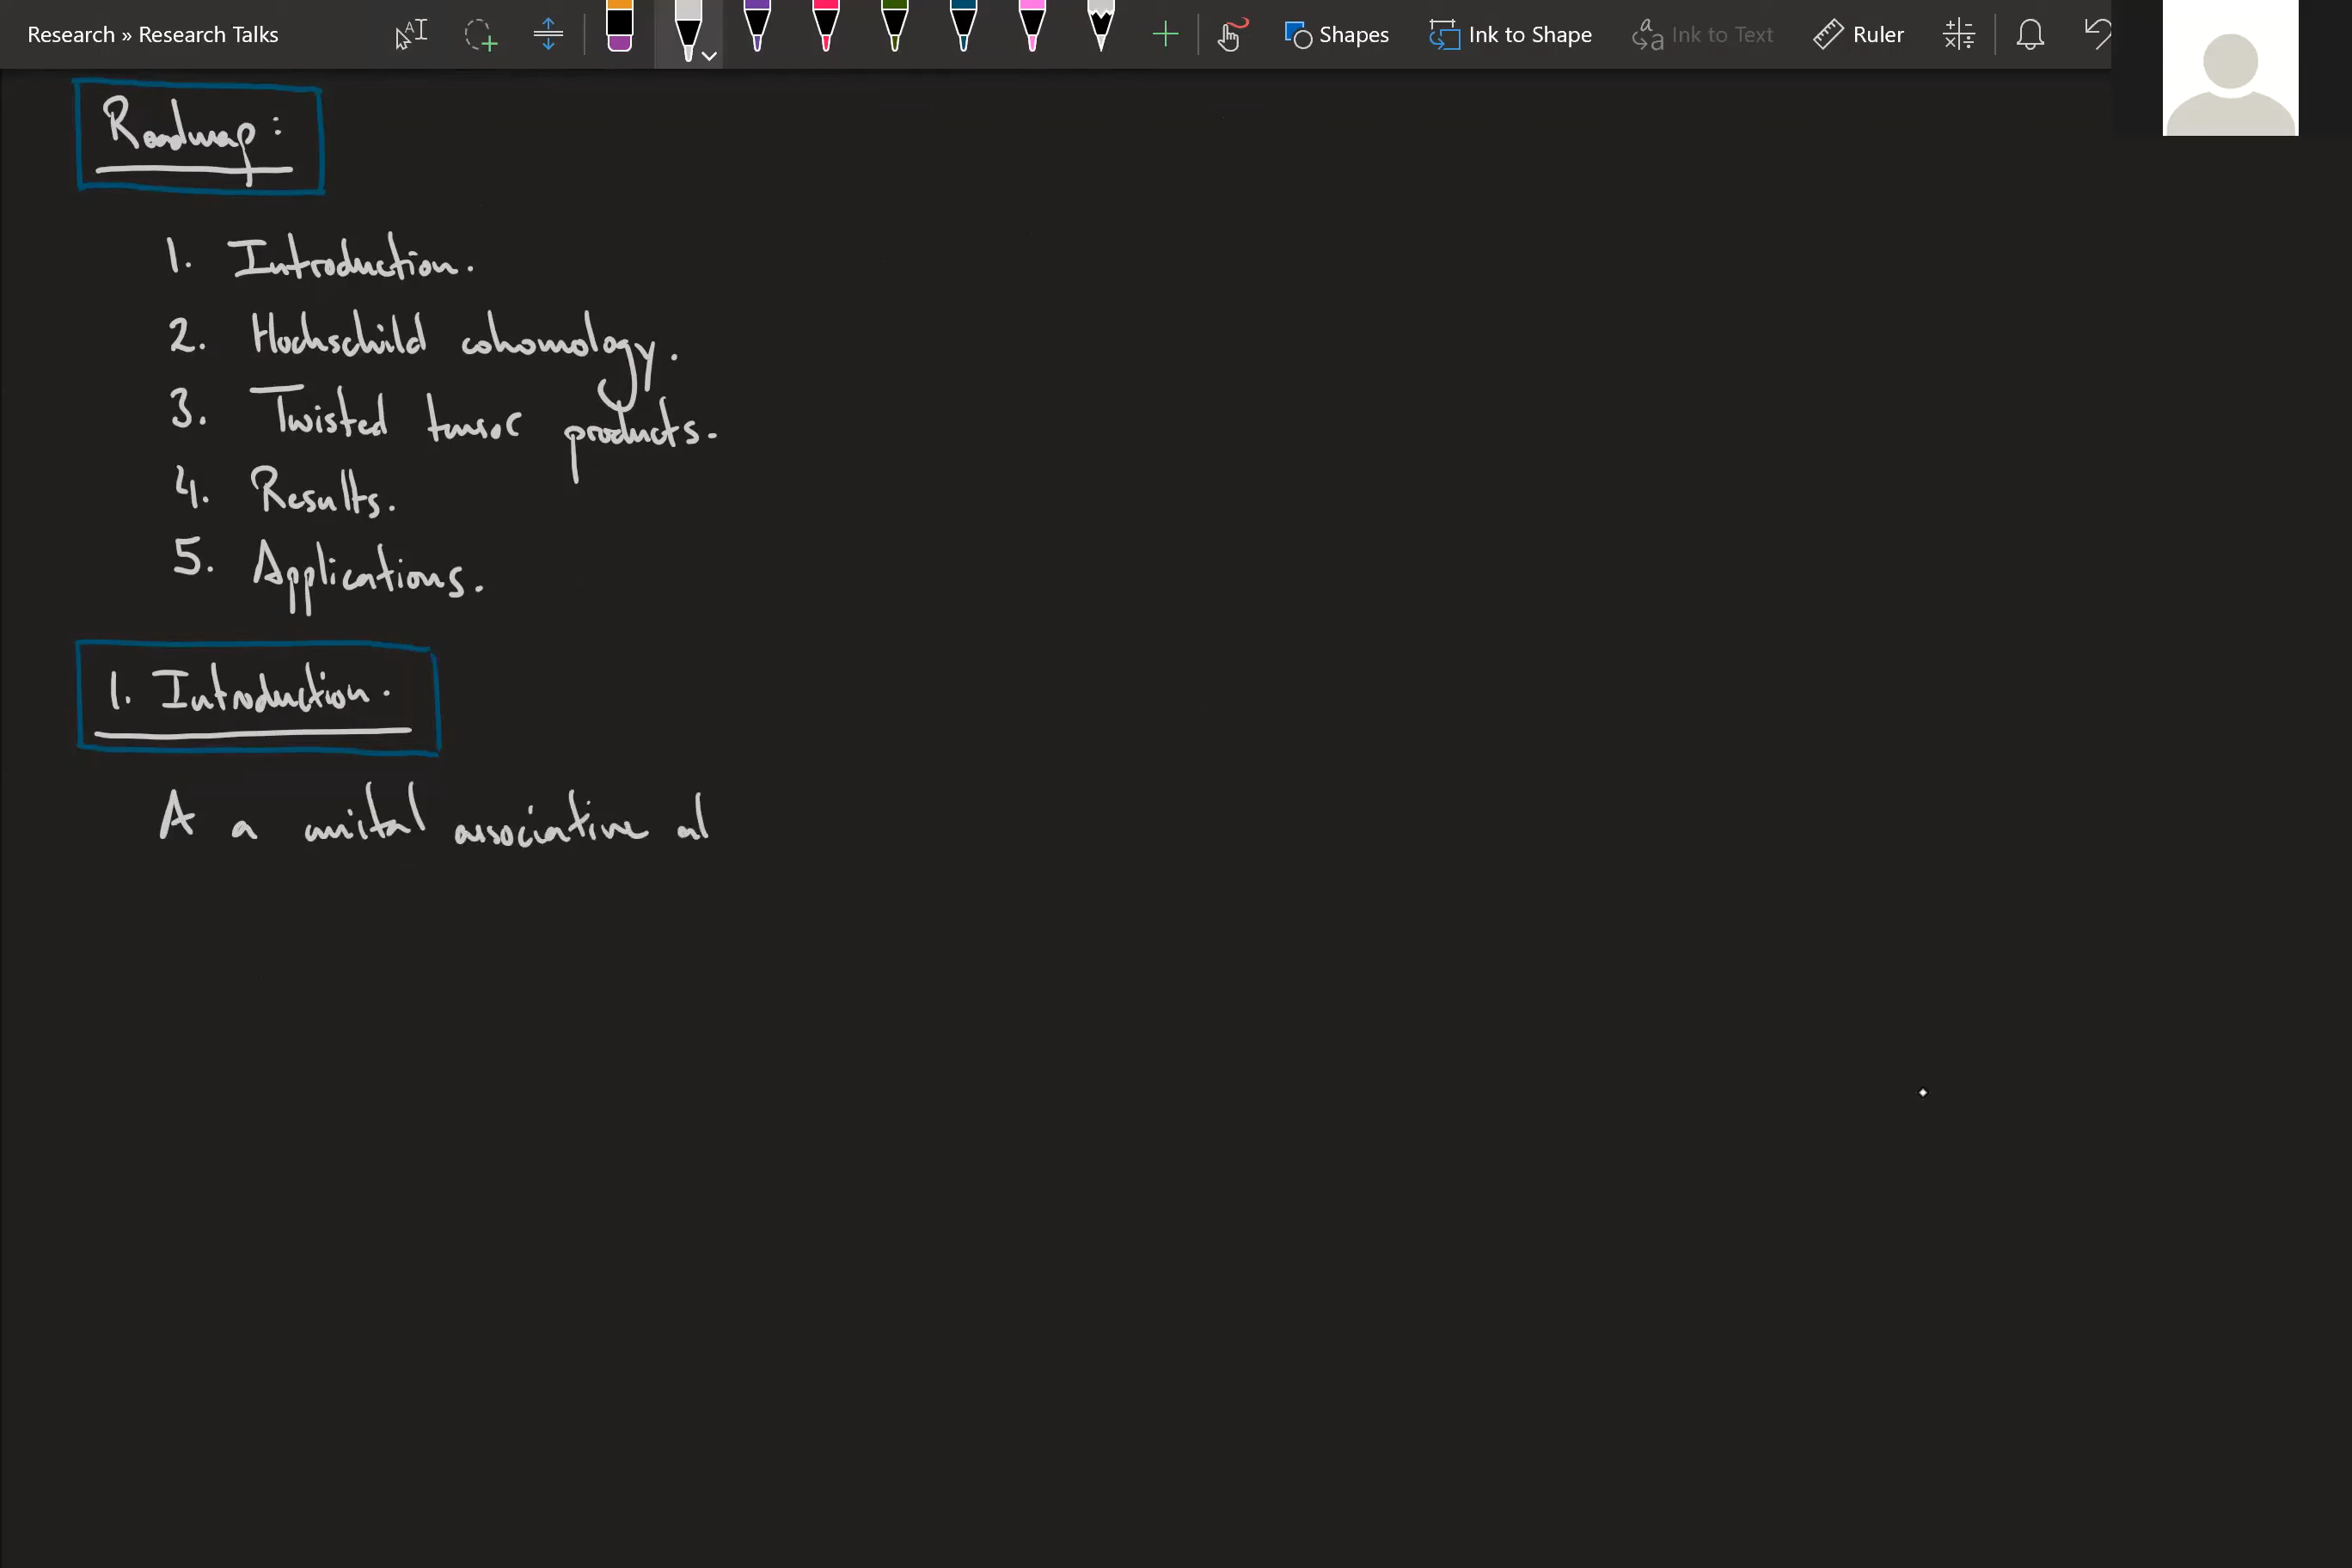 Research » Research Talks
Shapes
Ink to Shape
Ink to Text
Ruler
Roadmap:
1. Introduction.
2. Hochschild cohomology.
3. Twisted tensor products.
4. Results.
5. Applications.
1. Introduction.
A a unital associative al